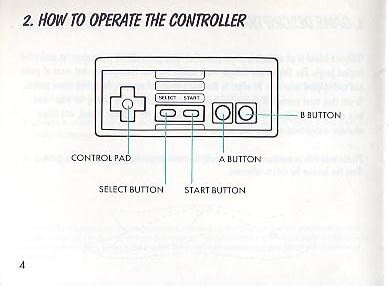 2. HOW TO OPERATE THE CONTROLLER
SELECT START
B BUTTON
CONTROL PAD
A BUTTON
SELECT BUTTON
START BUTTON
4